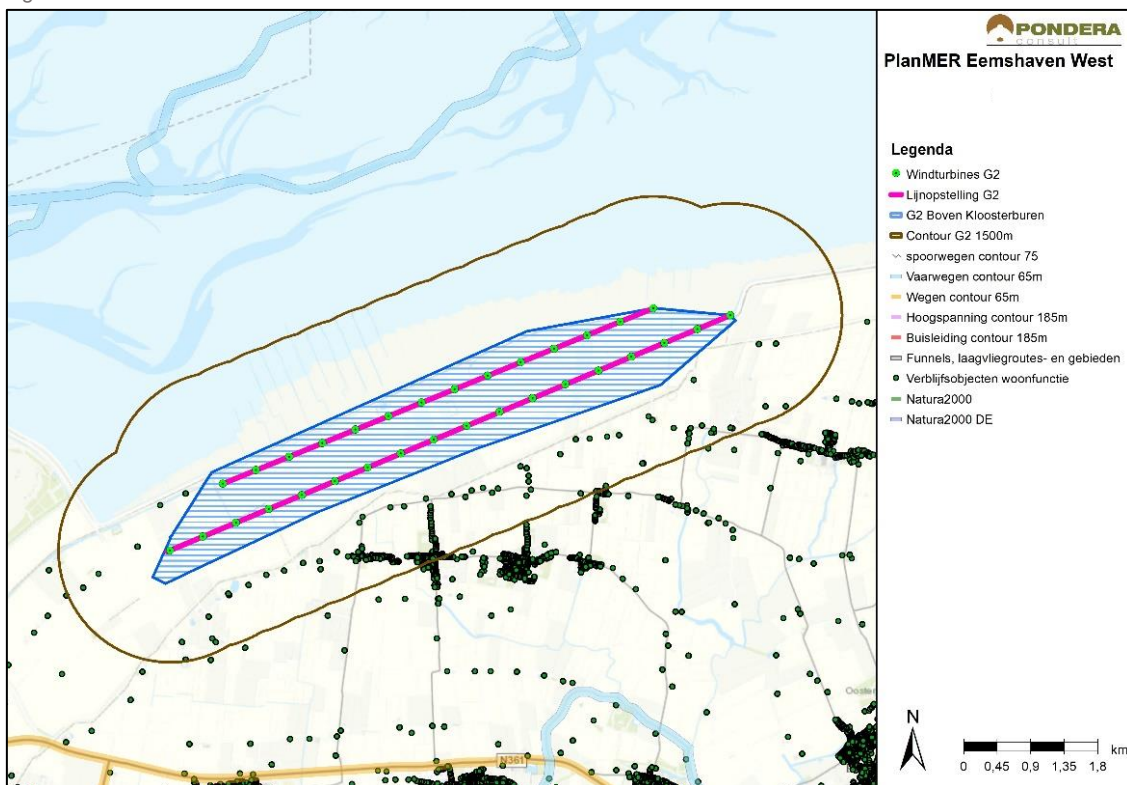 PONDERA
consult
PlanMER Eemshaven West
Legenda
Windturbines G2
Lijnopstelling G2
G2 Boven Kloosterburen
Contour G2 1500m
spoorwegen contour 75
Vaarwegen contour 65m
Wegen contour 65m
Hoogspanning contour 185m
Buisleiding contour 185m
Funnels, laagvliegroutes- en gebieden
Verblijfsobjecten woonfunctie
Natura2000
Natura2000 DE
N361
N
km
0 0,45 0,9 1,35 1,8